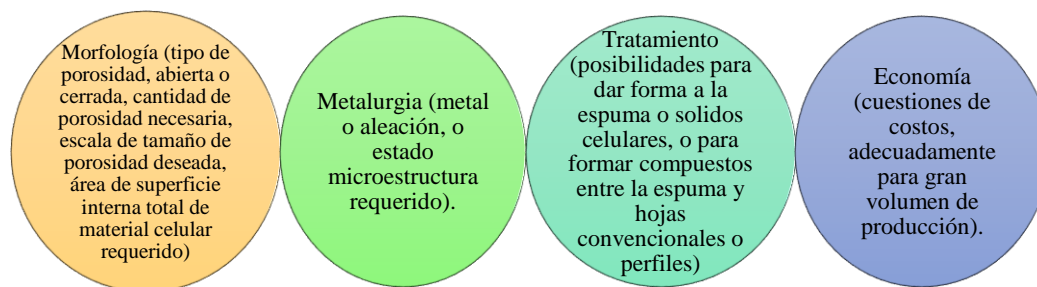 Morfología (tipo de
porosidad, abierta o
cerrada, cantidad de
porosidad necesaria,
escala de tamaño de
porosidad deseada,
área de superficie
interna total de
material celular
requerido)
Metalurgia (metal
o aleación, o
estado
microestructura
requerido).
Tratamiento
(posibilidades para
dar forma a la
espuma o solidos
celulares, o para
formar compuestos
entre la espuma y
hojas
convencionales o
perfiles)
Economía
(cuestiones de
costos,
adecuadamente
para gran
volumen de
producción).